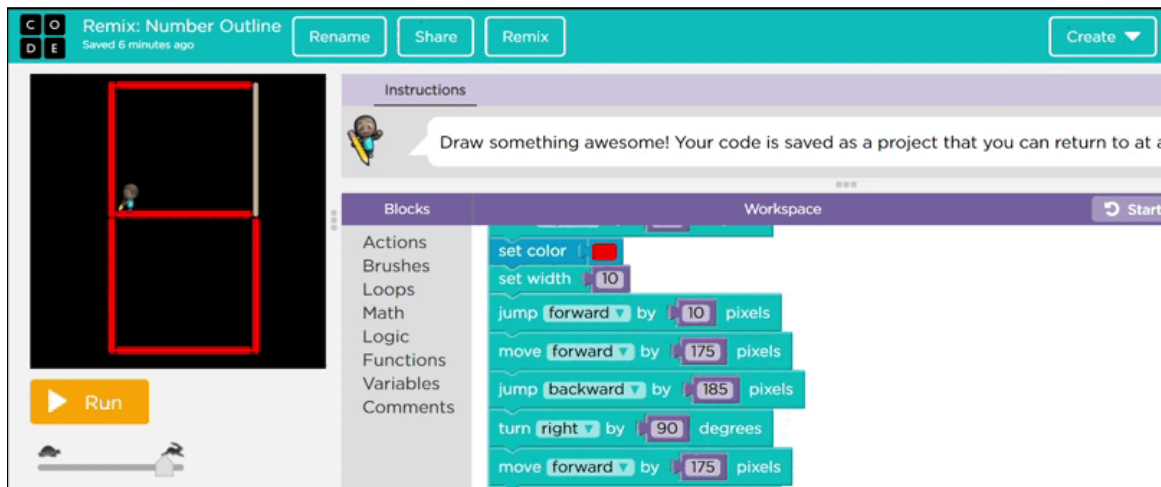 CODE
Remix: Number Outline
Saved 6 minutes ago
Rename
Share
Remix
Create
Instructions
Draw something awesome! Your code is saved as a project that you can return to at a
Blocks
Workspace
Start
Actions
Brushes
Loops
Math
Logic
Functions
Variables
Comments
set color
set width 10
jump forward by 10 pixels
move forward by 175 pixels
jump backward by 185 pixels
turn right by 90 degrees
move forward by 175 pixels
Run